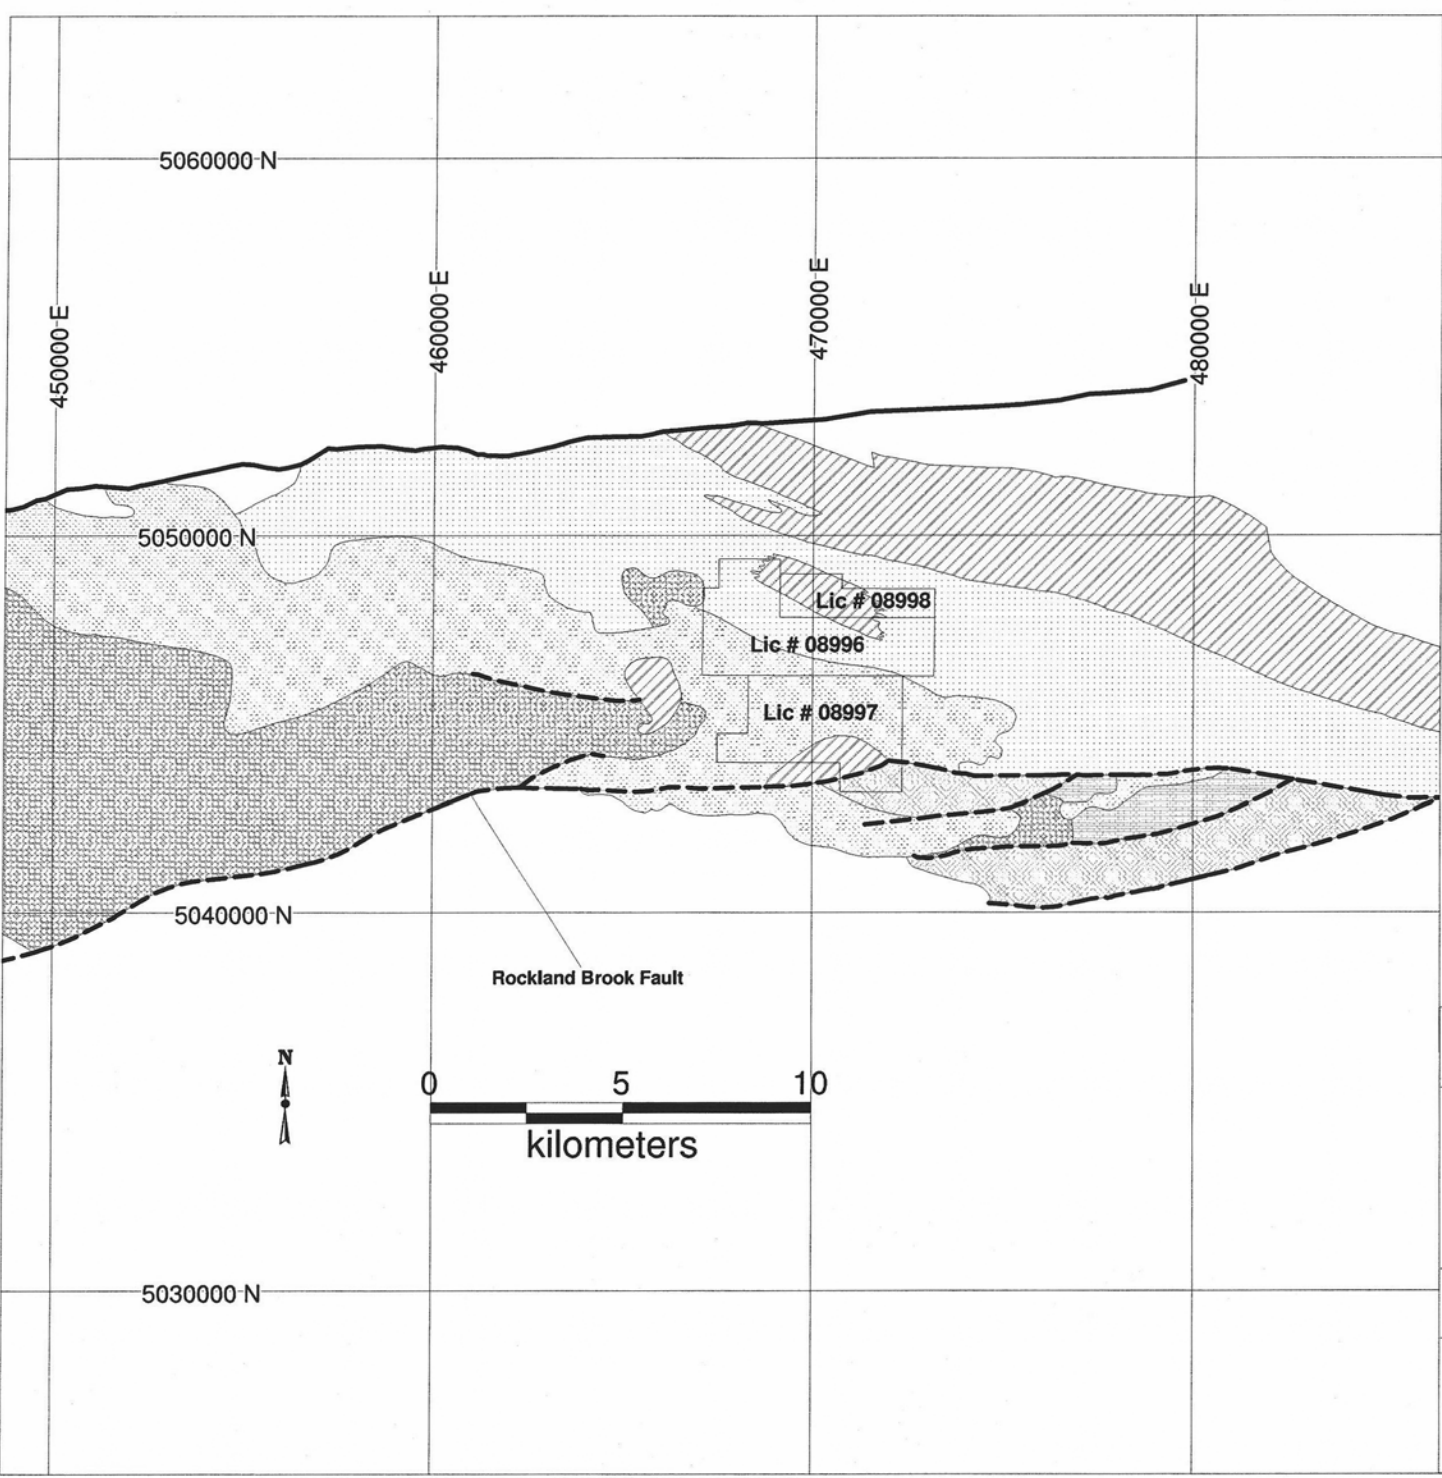 5060000 N
450000 E
460000 E
470000 E
480000 E
5050000 N
Lic # 08998
Lic # 08996
Lic # 08997
5040000 N
Rockland Brook Fault
N
0 5 10
kilometers
5030000 N